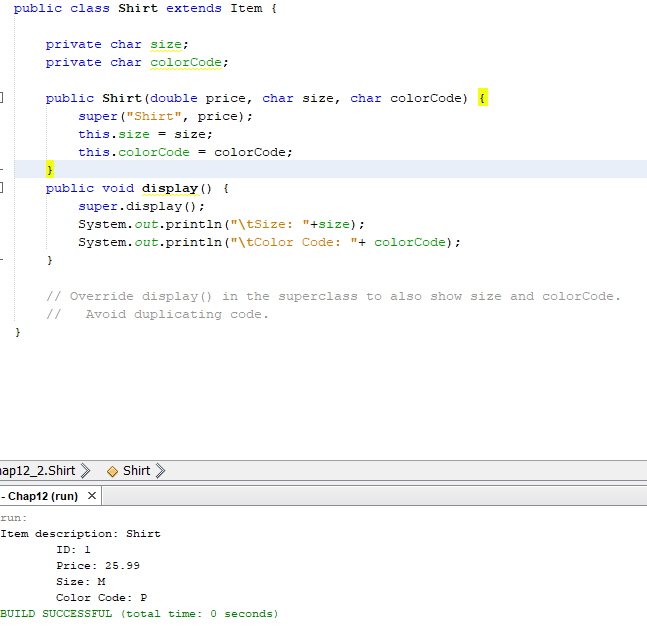 public class Shirt extends Item {
private char size;
private char colorCode;
public Shirt(double price, char size, char colorCode) {
super("Shirt", price);
this.size = size;
this.colorCode = colorCode;
}
public void display() {
super.display();
System.out.println("\tSize: "+size);
System.out.println("\tColor Code: "+ colorCode);
}
// Override display() in the superclass to also show size and colorCode.
//   Avoid duplicating code.
}
hap12_2.Shirt Shirt
- Chap12 (run) ×
run:
Item description: Shirt
ID: 1
Price: 25.99
Size: M
Color Code: P
BUILD SUCCESSFUL (total time: 0 seconds)